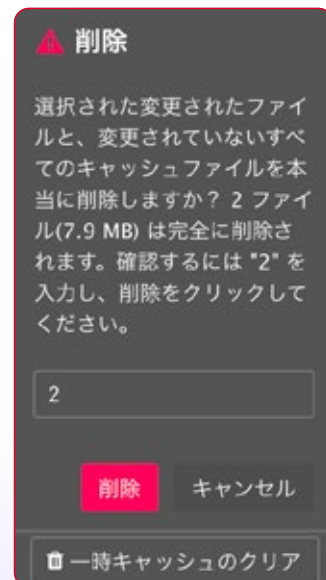 削除
選択された変更されたファイ
ルと、変更されていないすべ
てのキャッシュファイルを本
当に削除しますか？ 2 ファイ
ル(7.9 MB) は完全に削除さ
れます。確認するには "2" を
入力し、削除をクリックして
ください。
2
削除 キャンセル
一時キャッシュのクリア